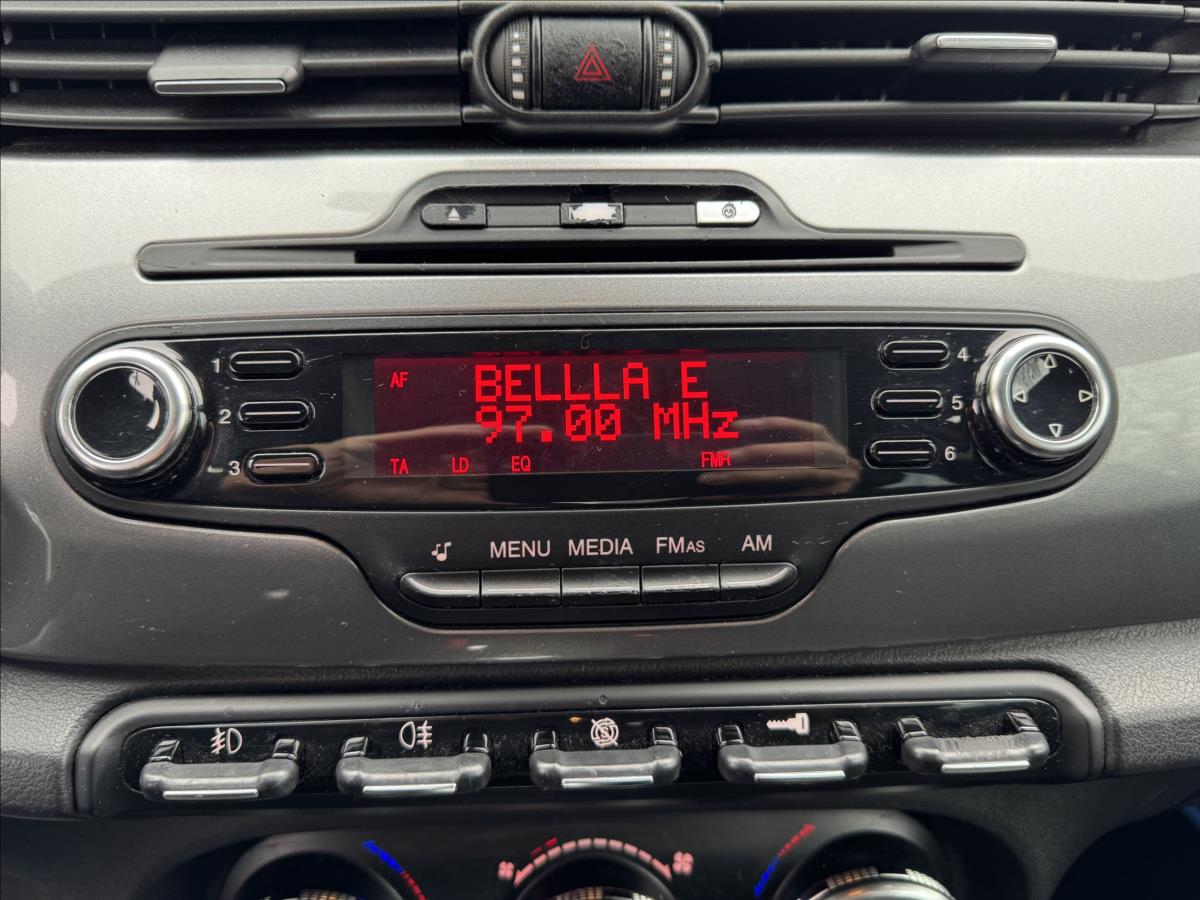 1
2
3
AF
BELLLA E
97.00 MHz
TA LD EQ FMA
4
5
6
MENU MEDIA FMAS AM